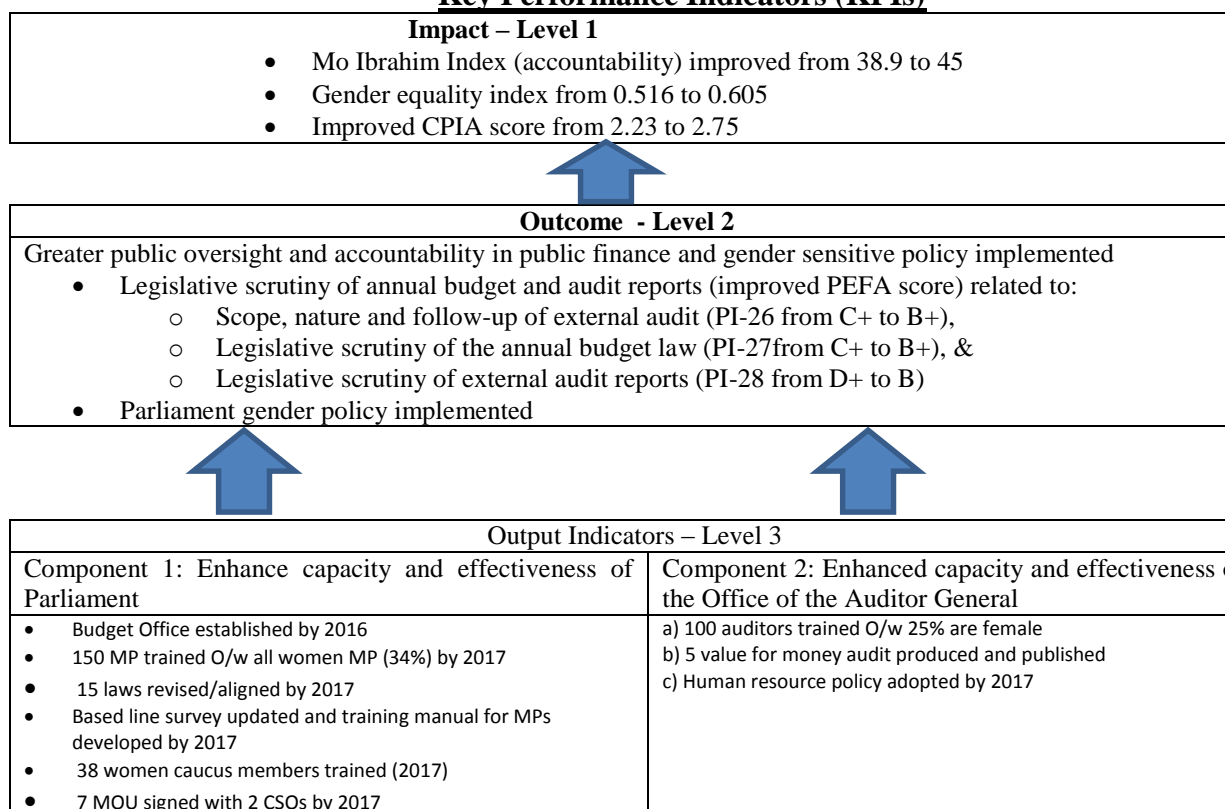 Key Performance Indicators (KPIs)
Impact – Level 1
• Mo Ibrahim Index (accountability) improved from 38.9 to 45
• Gender equality index from 0.516 to 0.605
• Improved CPIA score from 2.23 to 2.75
Outcome - Level 2
Greater public oversight and accountability in public finance and gender sensitive policy implemented
• Legislative scrutiny of annual budget and audit reports (improved PEFA score) related to:
o Scope, nature and follow-up of external audit (PI-26 from C+ to B+),
o Legislative scrutiny of the annual budget law (PI-27from C+ to B+), &
o Legislative scrutiny of external audit reports (PI-28 from D+ to B)
• Parliament gender policy implemented
Output Indicators – Level 3
Component 1: Enhance capacity and effectiveness of
Parliament
• Budget Office established by 2016
• 150 MP trained O/w all women MP (34%) by 2017
• 15 laws revised/aligned by 2017
• Based line survey updated and training manual for MPs
developed by 2017
• 38 women caucus members trained (2017)
• 7 MOU signed with 2 CSOs by 2017
Component 2: Enhanced capacity and effectiveness
the Office of the Auditor General
a) 100 auditors trained O/w 25% are female
b) 5 value for money audit produced and published
c) Human resource policy adopted by 2017